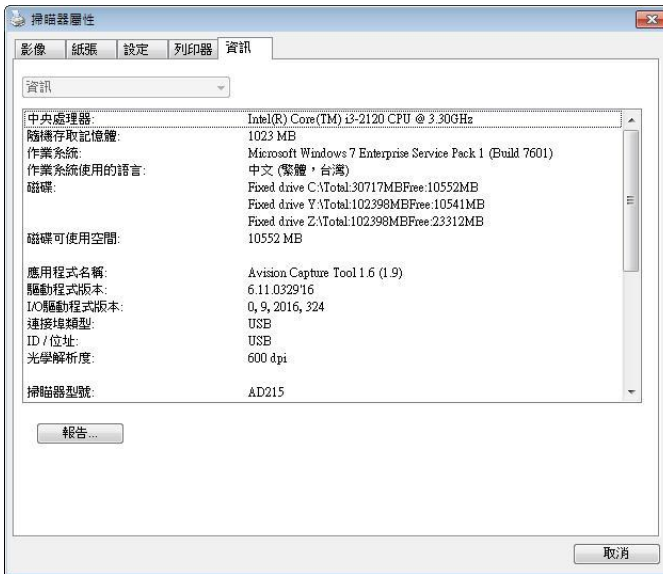 掃瞄器屬性
影像 紙張 設定 列印器 資訊
資訊
中央處理器: Intel(R) Core(TM) i3-2120 CPU @ 3.30GHz
隨機存取記憶體: 1023 MB
作業系統: Microsoft Windows 7 Enterprise Service Pack 1 (Build 7601)
作業系統使用的語言: 中文 (繁體，台灣)
磁碟: Fixed drive C:\Total:30717MBFree:10552MB
Fixed drive Y:\Total:102398MBFree:10541MB
Fixed drive Z:\Total:102398MBFree:23312MB
磁碟可使用空間: 10552 MB
應用程式名稱: Avision Capture Tool 1.6 (1.9)
驅動程式版本: 6.11.0329'16
I/O驅動程式版本: 0, 9, 2016, 324
連接埠類型: USB
ID / 位址: USB
光學解析度: 600 dpi
掃瞄器型號: AD215
報告...
取消